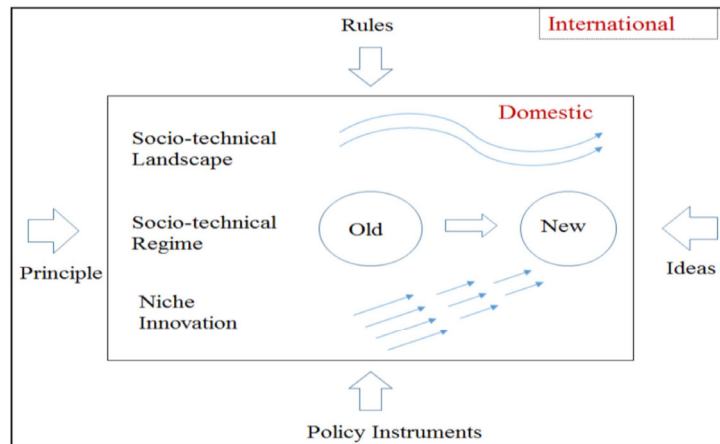 Rules
International
Domestic
Socio-technical
Landscape
Socio-technical
Regime
Old
New
Principle
Ideas
Niche
Innovation
Policy Instruments